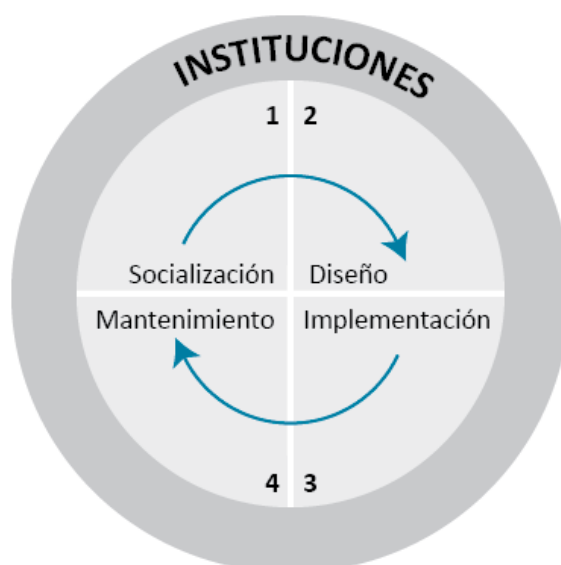 INSTITUCIONES
1 2
Socialización Diseño
Mantenimiento Implementación
4 3